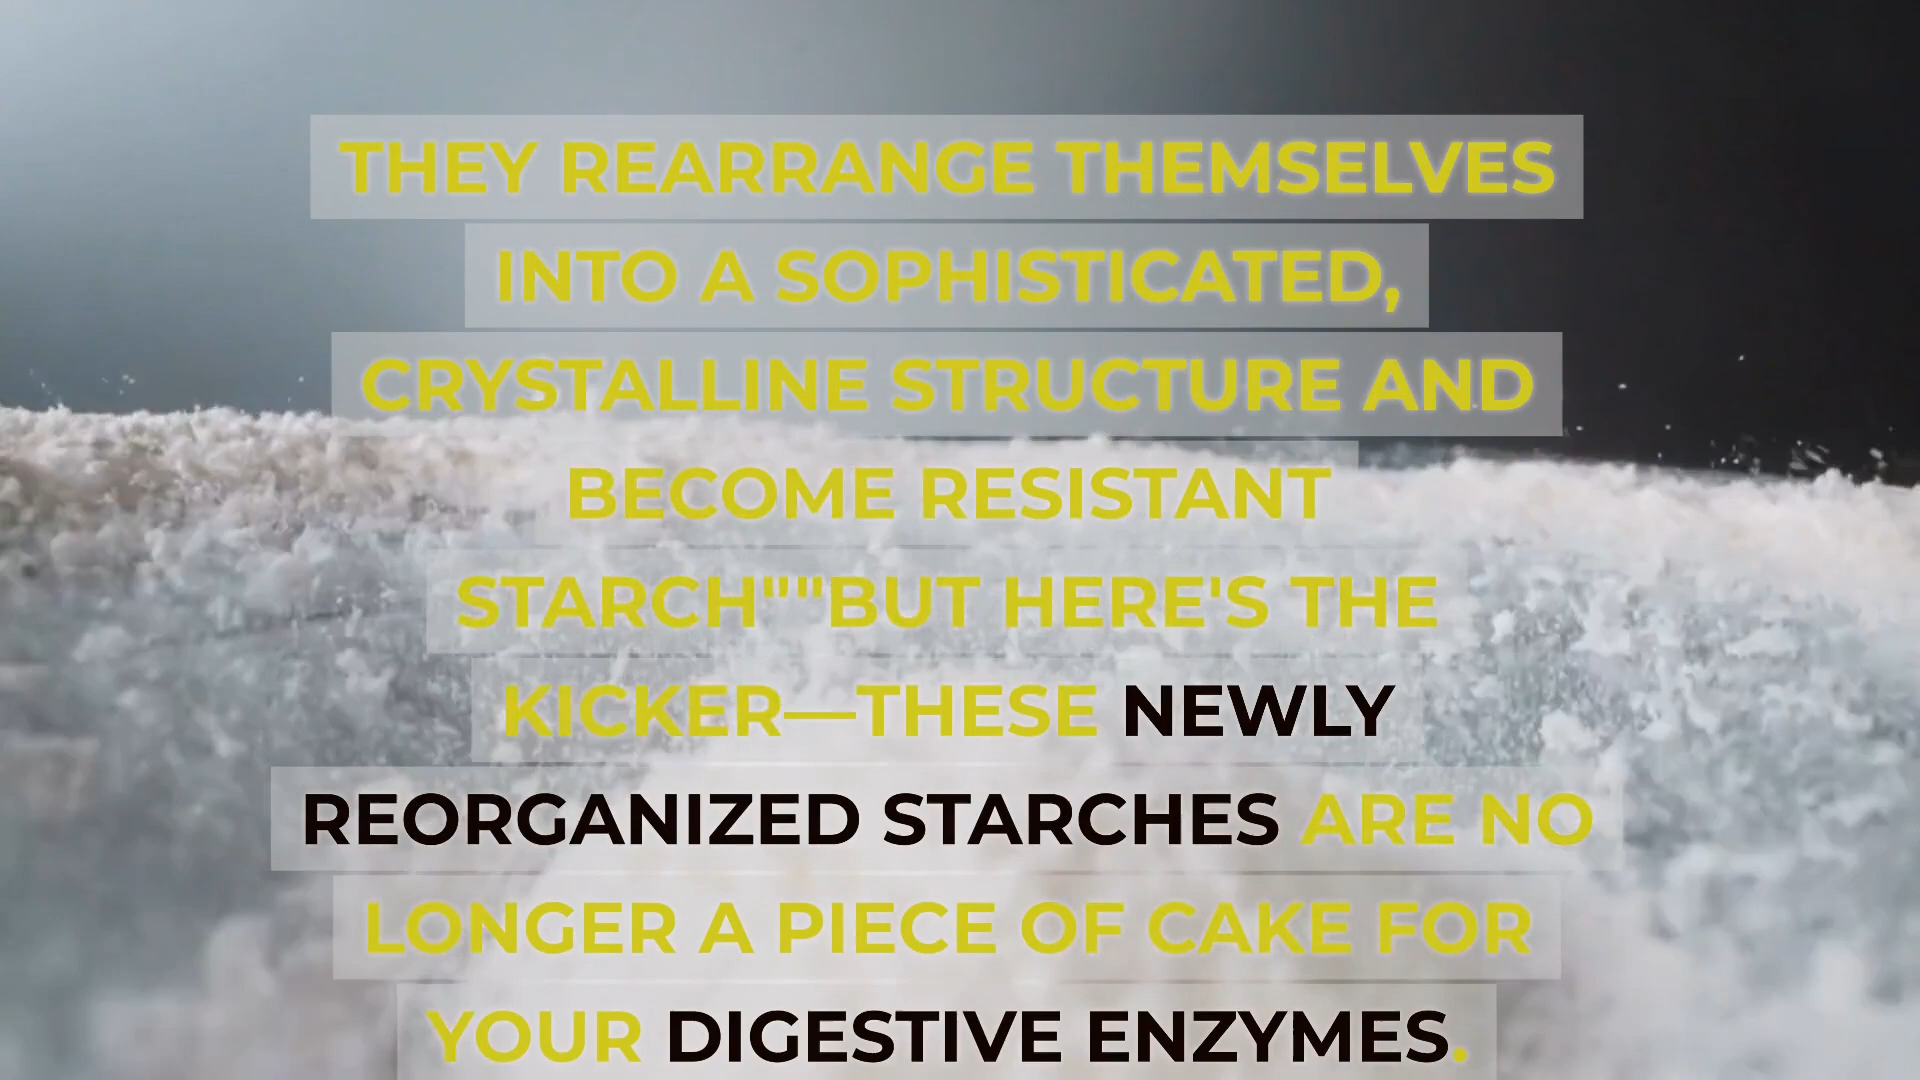 THEY REARRANGE THEMSELVES
INTO A SOPHISTICATED,
CRYSTALLINE STRUCTURE AND
BECOME RESISTANT
STARCH""BUT HERE'S THE
KICKER—THESE NEWLY
REORGANIZED STARCHES ARE NO
LONGER A PIECE OF CAKE FOR
YOUR DIGESTIVE ENZYMES.